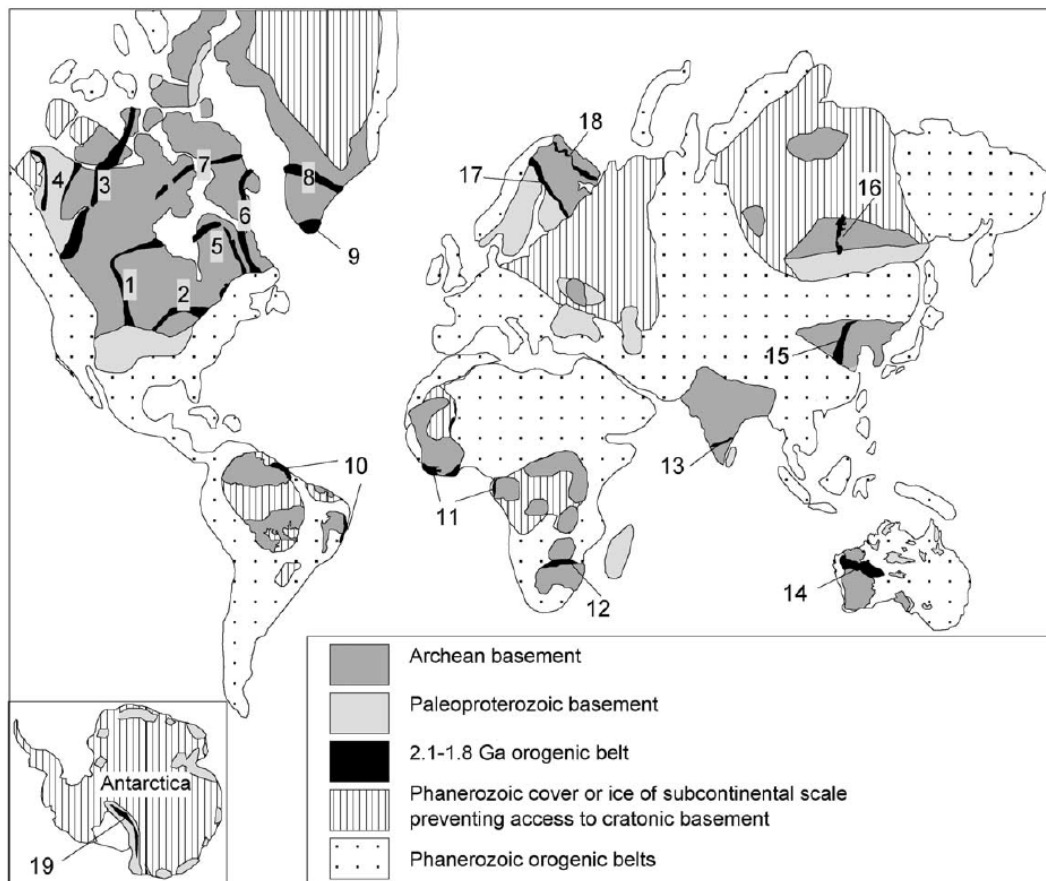 18
7
4
3
8
17
16
6
5
9
1
2
15
10
13
11
14
12
Archean basement
Paleoproterozoic basement
2.1-1.8 Ga orogenic belt
Antarctica
Phanerozoic cover or ice of subcontinental scale
preventing access to cratonic basement
19
Phanerozoic orogenic belts